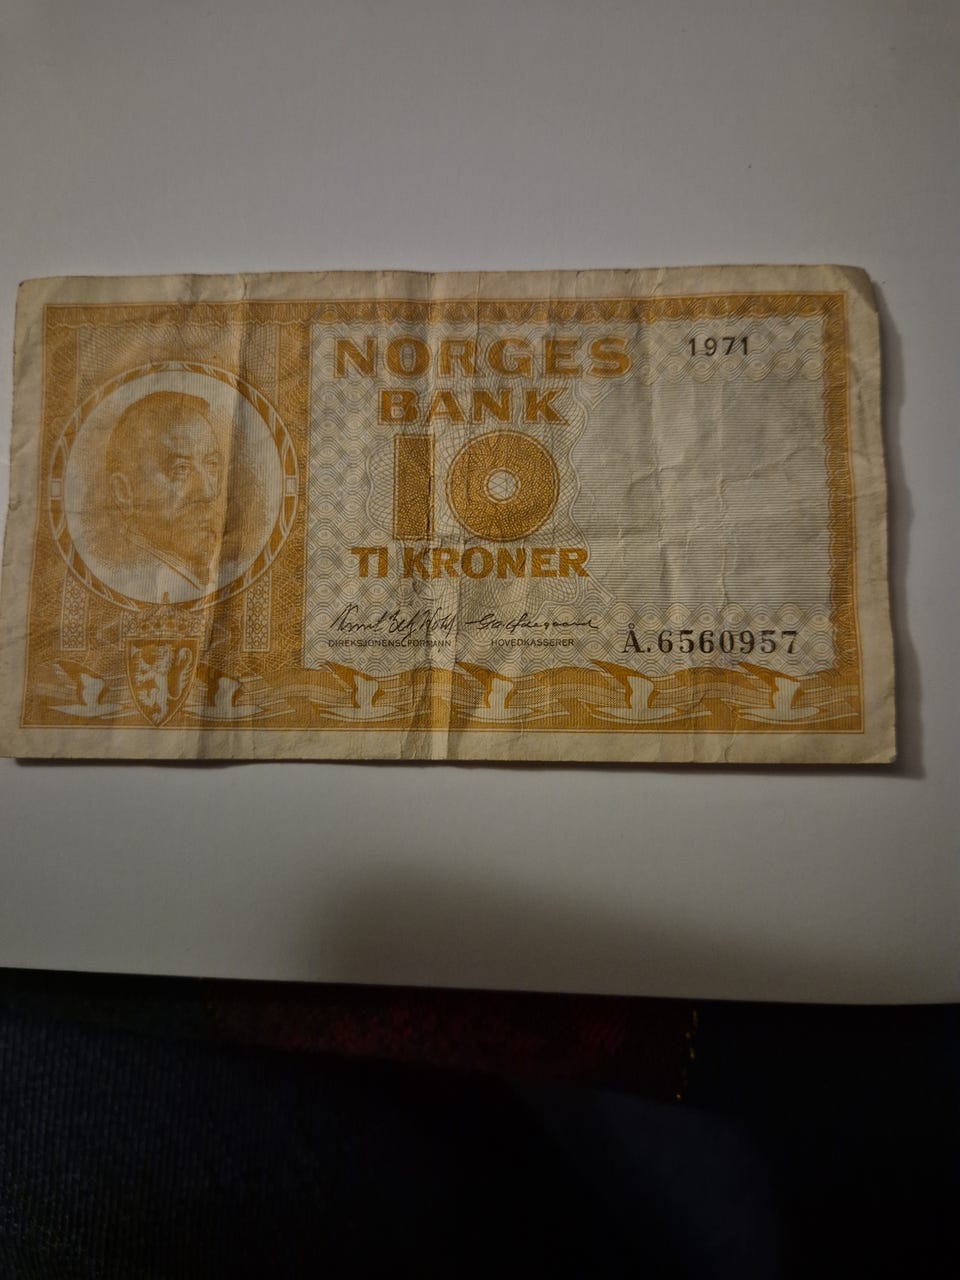 NORGES
1971
BANK
10
TI KRONER
DIREKSJONENS FORMANN
HOVEDKASSERER
Å.6560957